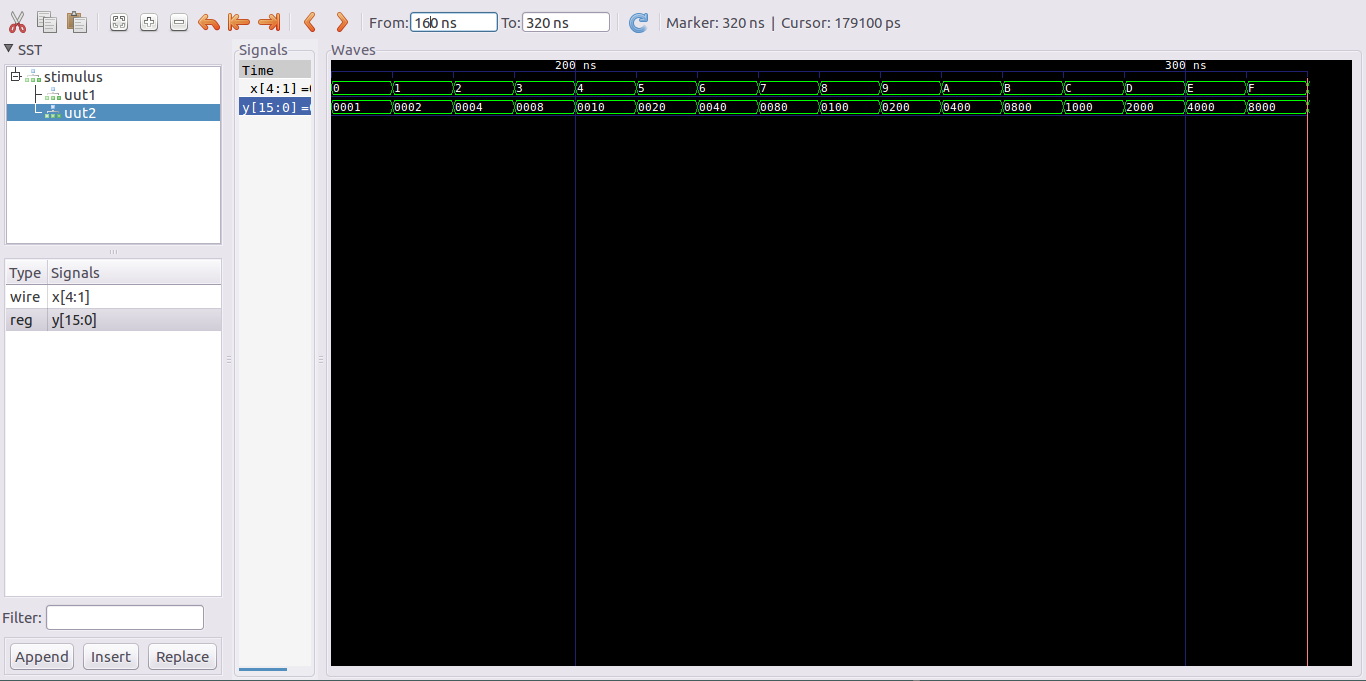 From: 160 ns To: 320 ns Marker: 320 ns | Cursor: 179100 ps
SST
stimulus
uut1
uut2
Type Signals
wire x[4:1]
reg y[15:0]
Filter:
Append Insert Replace
Signals
Time
x[4:1] =
y[15:0] =
Waves
200 ns 300 ns
0 1 2 3 4 5 6 7 8 9 A B C D E F
0001 0002 0004 0008 0010 0020 0040 0080 0100 0200 0400 0800 1000 2000 4000 8000